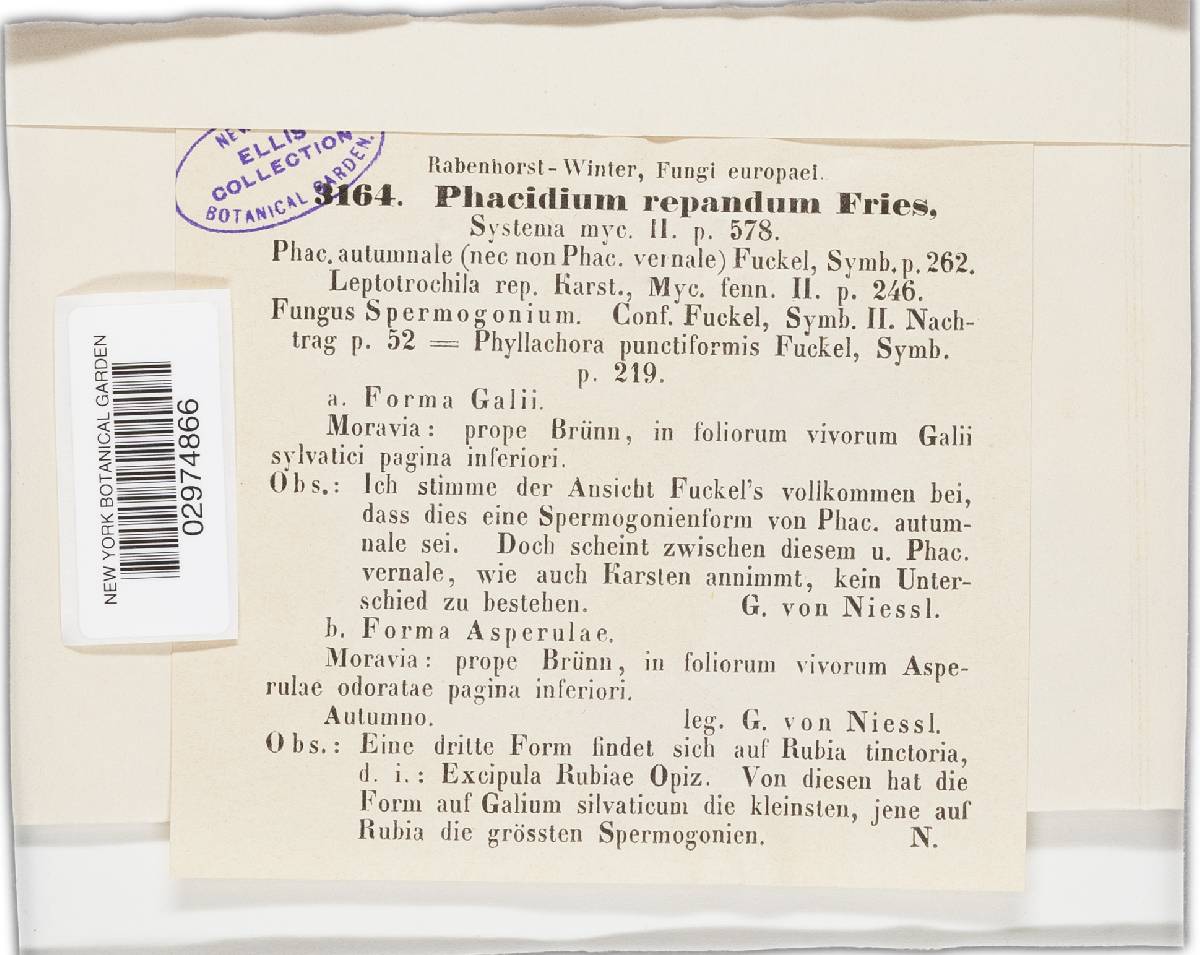 NEW
ELLIS
COLLECTION
BOTANICAL GARDEN.
Rabenhorst-Winter, Fungi europaei.
3164. Phacidium repandum Fries,
Systema myc. II. p. 578.
Phac. autumnale (nec non Phac. vernale) Fuckel, Symb. p. 262.
Leptotrochila rep. Karst., Myc. fenn. II. p. 246.
Fungus Spermogonium. Conf. Fuckel, Symb. II. Nach-
trag p. 52 = Phyllachora punctiformis Fuckel, Symb.
p. 219.
a. Forma Galii.
Moravia: prope Brünn, in foliorum vivorum Galii
sylvatici pagina inferiori.
Obs.: Ich stimme der Ansicht Fuckel's vollkommen bei,
dass dies eine Spermogonienform von Phac. autum-
nale sei. Doch scheint zwischen diesem u. Phac.
vernale, wie auch Karsten annimmt, kein Unter-
schied zu bestehen. G. von Niessl.
b. Forma Asperulae.
Moravia: prope Brünn, in foliorum vivorum Aspe-
rulae odoratae pagina inferiori.
Autumno. leg. G. von Niessl.
Obs.: Eine dritte Form findet sich auf Rubia tinctoria,
d. i.: Excipula Rubiae Opiz. Von diesen hat die
Form auf Galium silvaticum die kleinsten, jene auf
Rubia die grössten Spermogonien. N.
NEW YORK BOTANICAL GARDEN
02974866